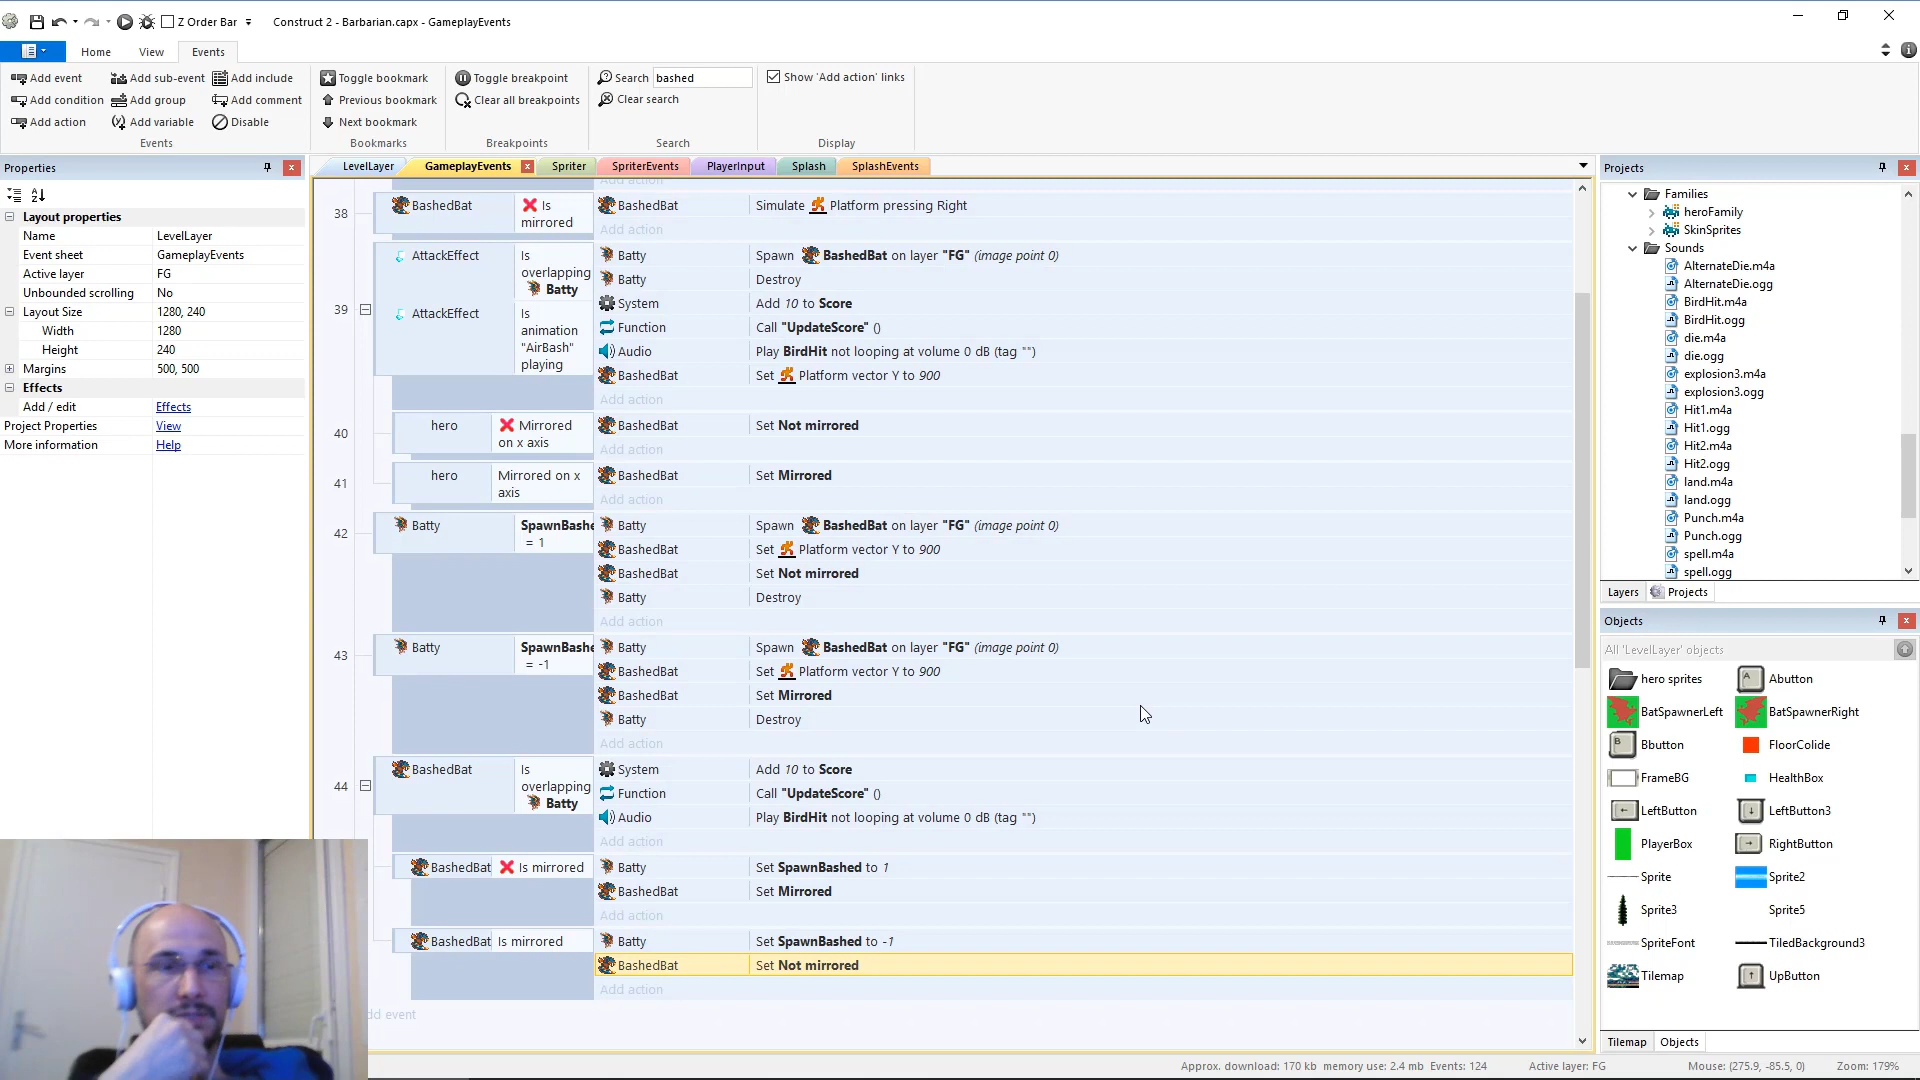 Z Order Bar
Construct 2 - Barbarian.capx - GameplayEvents
Home
View
Events
Add event
Add sub-event
Add include
Add condition
Add group
Add comment
Add action
Add variable
Disable
Events
Toggle bookmark
Previous bookmark
Next bookmark
Bookmarks
Toggle breakpoint
Clear all breakpoints
Breakpoints
Search bashed
Clear search
Search
Show 'Add action' links
Display
Properties
Layout properties
Name LevelLayer
Event sheet GameplayEvents
Active layer FG
Unbounded scrolling No
Layout Size 1280, 240
Width 1280
Height 240
Margins 500, 500
Effects
Add / edit Effects
Project Properties View
More information Help
LevelLayer
GameplayEvents
Spriter
SpriterEvents
PlayerInput
Splash
SplashEvents
Add action
38
BashedBat
Is mirrored
BashedBat Simulate Platform pressing Right
Add action
39
AttackEffect
Is overlapping Batty
AttackEffect
Is animation "AirBash" playing
Batty Spawn BashedBat on layer "FG" (image point 0)
Batty Destroy
System Add 10 to Score
Function Call "UpdateScore" ()
Audio Play BirdHit not looping at volume 0 dB (tag "")
BashedBat Set Platform vector Y to 900
Add action
40
hero
Mirrored on x axis
BashedBat Set Not mirrored
Add action
41
hero
Mirrored on x axis
BashedBat Set Mirrored
Add action
42
Batty
SpawnBashe
= 1
Batty Spawn BashedBat on layer "FG" (image point 0)
BashedBat Set Platform vector Y to 900
BashedBat Set Not mirrored
Batty Destroy
Add action
43
Batty
SpawnBashe
= -1
Batty Spawn BashedBat on layer "FG" (image point 0)
BashedBat Set Platform vector Y to 900
BashedBat Set Mirrored
Batty Destroy
Add action
44
BashedBat
Is overlapping Batty
System Add 10 to Score
Function Call "UpdateScore" ()
Audio Play BirdHit not looping at volume 0 dB (tag "")
Add action
BashedBat
Is mirrored
Batty Set SpawnBashed to 1
BashedBat Set Mirrored
Add action
BashedBat
Is mirrored
Batty Set SpawnBashed to -1
BashedBat Set Not mirrored
Add action
dd event
Projects
Families
heroFamily
SkinSprites
Sounds
AlternateDie.m4a
AlternateDie.ogg
BirdHit.m4a
BirdHit.ogg
die.m4a
die.ogg
explosion3.m4a
explosion3.ogg
Hit1.m4a
Hit1.ogg
Hit2.m4a
Hit2.ogg
land.m4a
land.ogg
Punch.m4a
Punch.ogg
spell.m4a
spell.ogg
Layers
Projects
Objects
All 'LevelLayer' objects
hero sprites
Abutton
BatSpawnerLeft
BatSpawnerRight
Bbutton
FloorColide
FrameBG
HealthBox
LeftButton
LeftButton3
PlayerBox
RightButton
Sprite
Sprite2
Sprite3
Sprite5
SpriteFont
TiledBackground3
Tilemap
UpButton
Tilemap
Objects
Approx. download: 170 kb memory use: 2.4 mb Events: 124
Active layer: FG
Mouse: (275.9, -85.5, 0)
Zoom: 179%